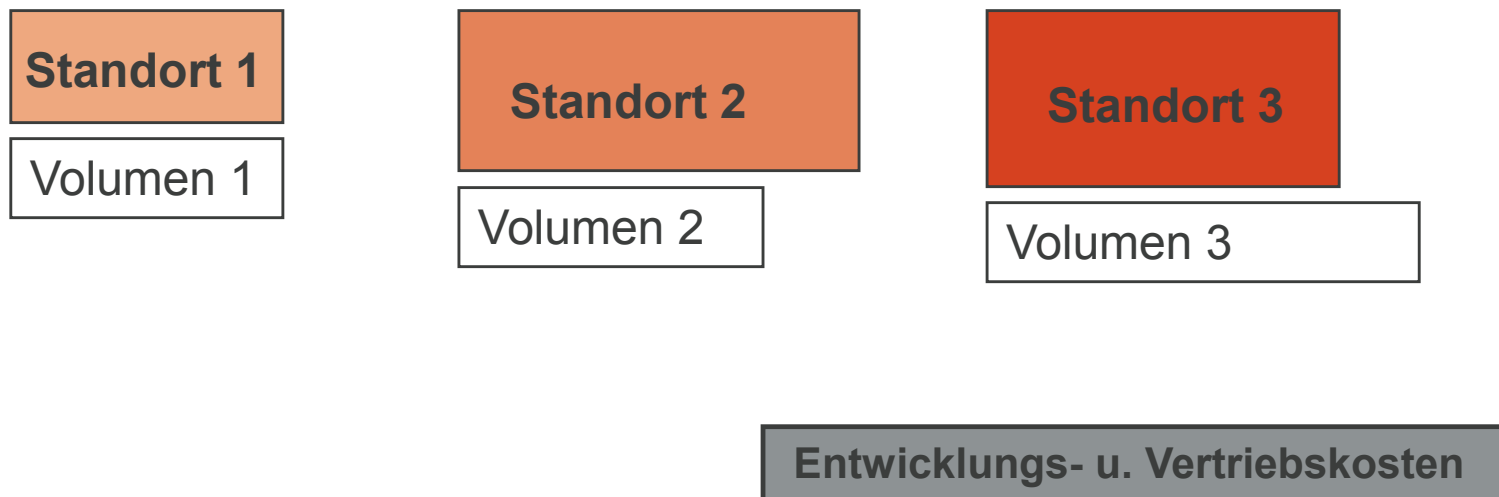 Standort 1
Standort 2
Standort 3
Volumen 1
Volumen 2
Volumen 3
Entwicklungs- u. Vertriebskosten